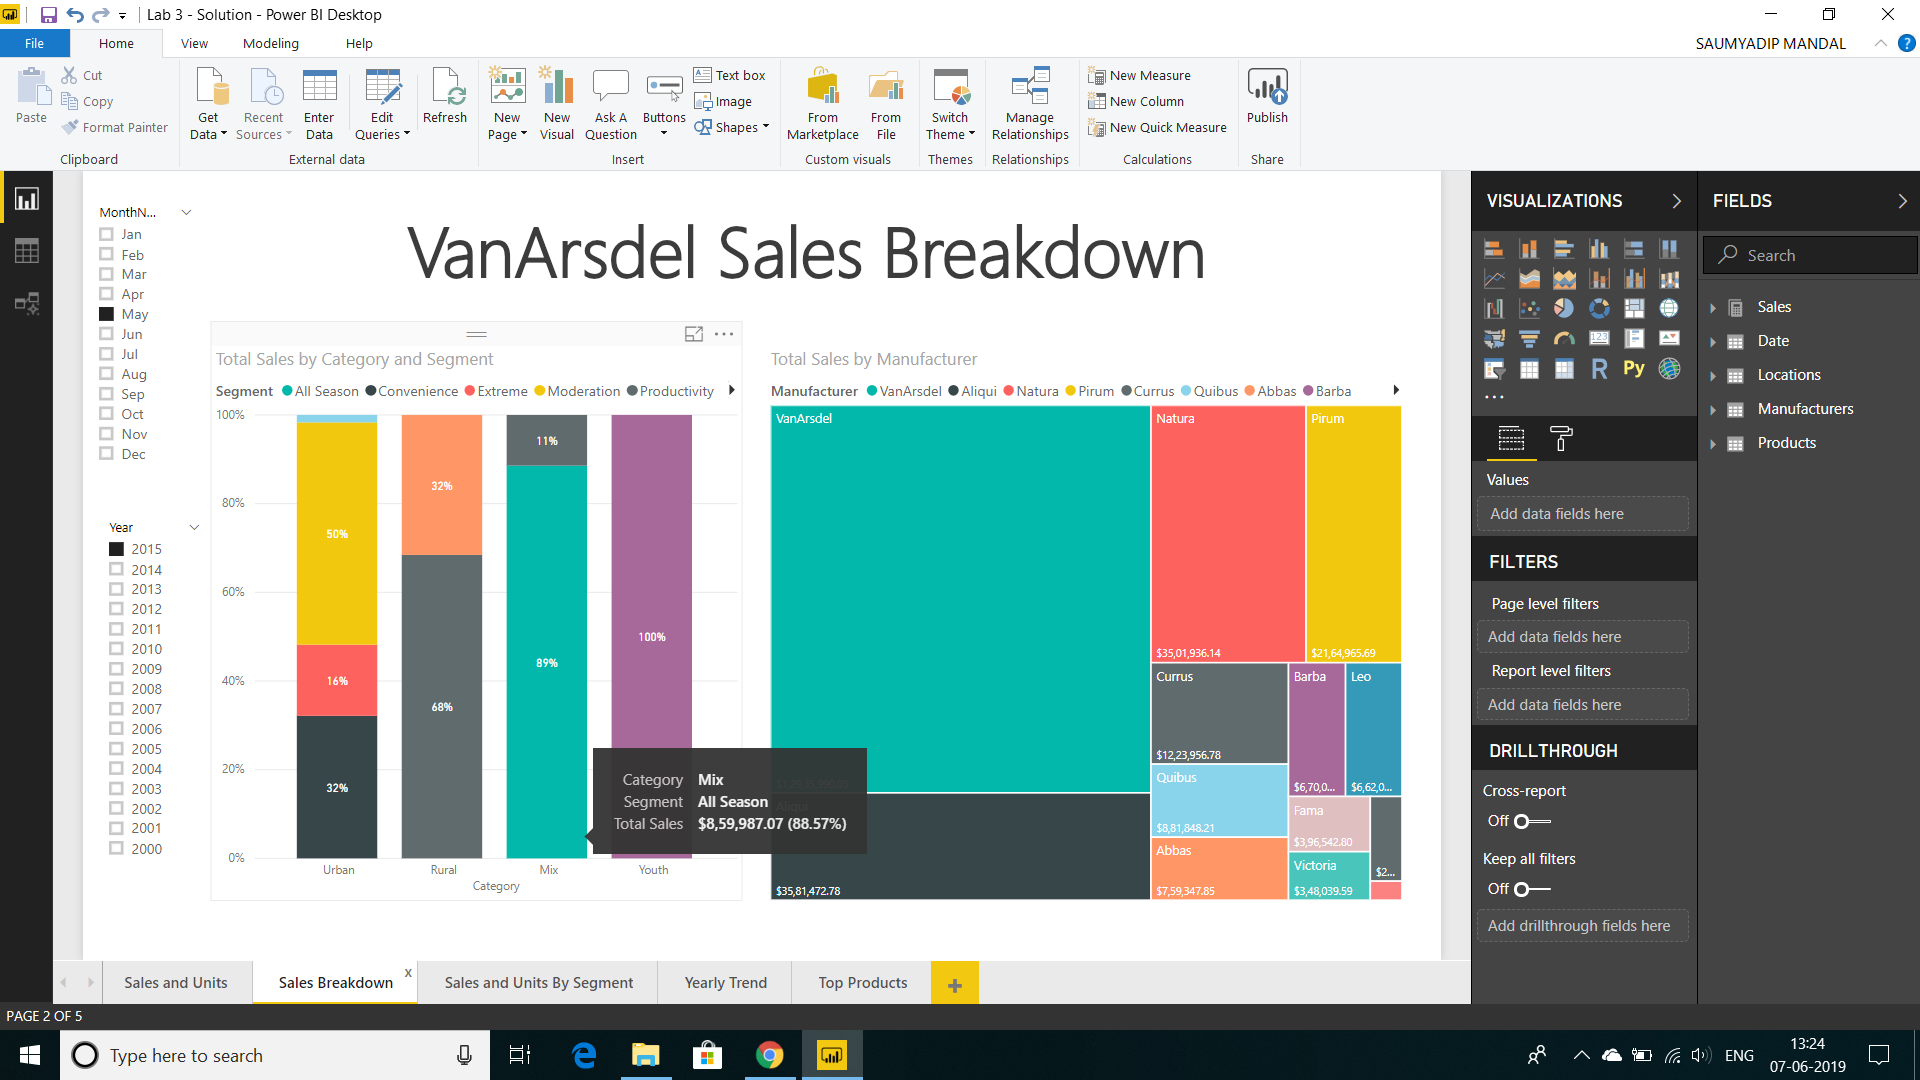 Lab 3 - Solution - Power BI Desktop
File Home View Modeling Help SAUMYADIP MANDAL
Paste
Cut
Copy
Format Painter
Clipboard
Get Data
Recent Sources
Enter Data
Edit Queries
Refresh
External data
New Page
New Visual
Ask A Question
Buttons
Text box
Image
Shapes
Insert
From Marketplace
From File
Custom visuals
Switch Theme
Themes
Manage Relationships
Relationships
New Measure
New Column
New Quick Measure
Calculations
Publish
Share
MonthN...
Jan
Feb
Mar
Apr
May
Jun
Jul
Aug
Sep
Oct
Nov
Dec
Year
2015
2014
2013
2012
2011
2010
2009
2008
2007
2006
2005
2004
2003
2002
2001
2000
VanArsdel Sales Breakdown
Total Sales by Category and Segment
Segment All Season Convenience Extreme Moderation Productivity
100%
80%
60%
40%
20%
0%
50%
16%
32%
32%
68%
11%
89%
100%
Urban Rural Mix Youth
Category
Category Mix
Segment All Season
Total Sales $8,59,987.07 (88.57%)
Total Sales by Manufacturer
Manufacturer VanArsdel Aliqui Natura Pirum Currus Quibus Abbas Barba
VanArsdel
Aliqui
$35,81,472.78
Natura
$35,01,936.14
Pirum
$21,64,965.69
Currus
$12,23,956.78
Quibus
$8,81,848.21
Abbas
$7,59,347.85
Barba
$6,70,0...
Leo
$6,62,0...
Fama
$3,96,542.80
Victoria
$3,48,039.59
$2...
VISUALIZATIONS
R Py
123
Values
Add data fields here
FILTERS
Page level filters
Add data fields here
Report level filters
Add data fields here
DRILLTHROUGH
Cross-report
Off
Keep all filters
Off
Add drillthrough fields here
FIELDS
Search
Sales
Date
Locations
Manufacturers
Products
Sales and Units
Sales Breakdown x
Sales and Units By Segment
Yearly Trend
Top Products
+
PAGE 2 OF 5
Type here to search
ENG
13:24
07-06-2019